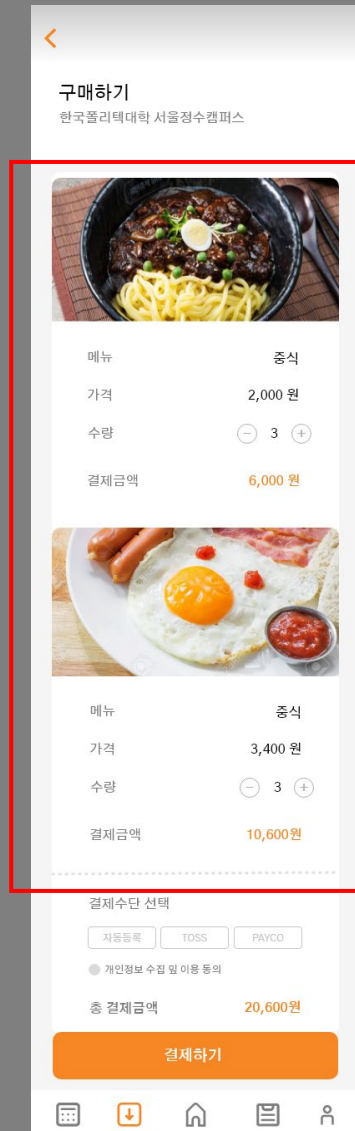 구매하기
한국폴리텍대학 서울정수캠퍼스
메뉴 중식
가격 2,000 원
수량 3
결제금액 6,000 원
메뉴 중식
가격 3,400 원
수량 3
결제금액 10,600원
결제수단 선택
자동등록 TOSS PAYCO
개인정보 수집 및 이용 동의
총 결제금액 20,600원
결제하기